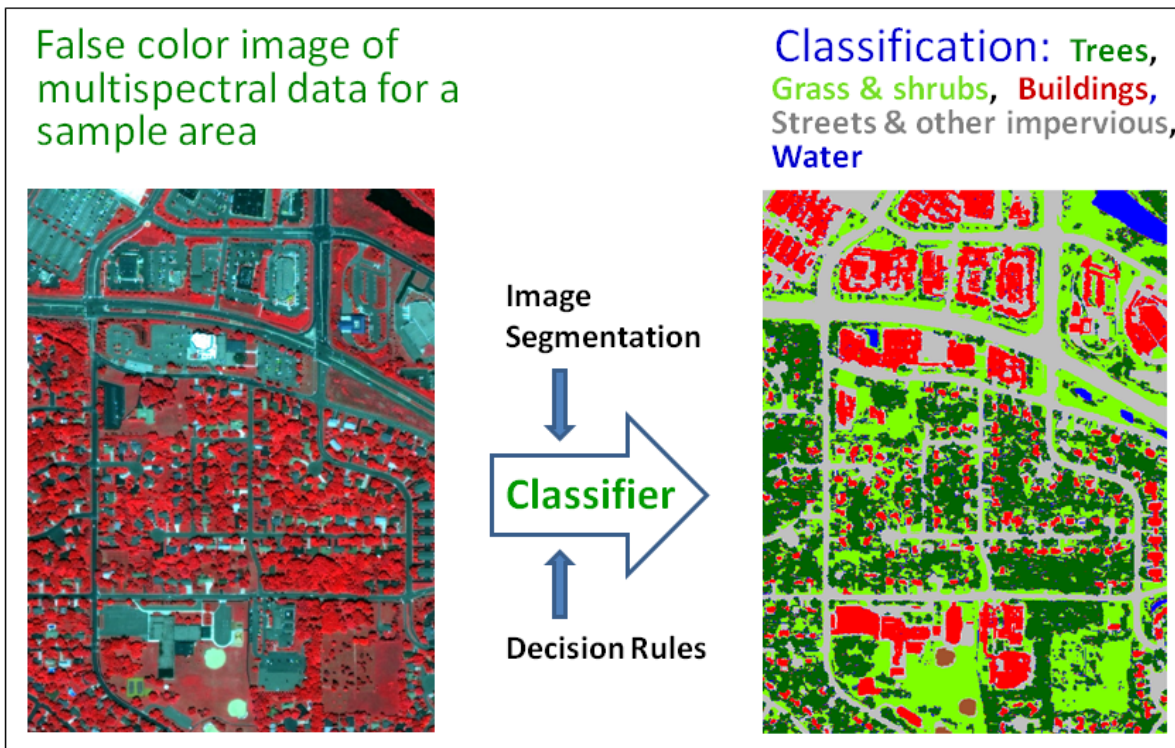 False color image of
multispectral data for a
sample area
Classification: Trees,
Grass & shrubs, Buildings,
Streets & other impervious,
Water
Image
Segmentation
Classifier
Decision Rules